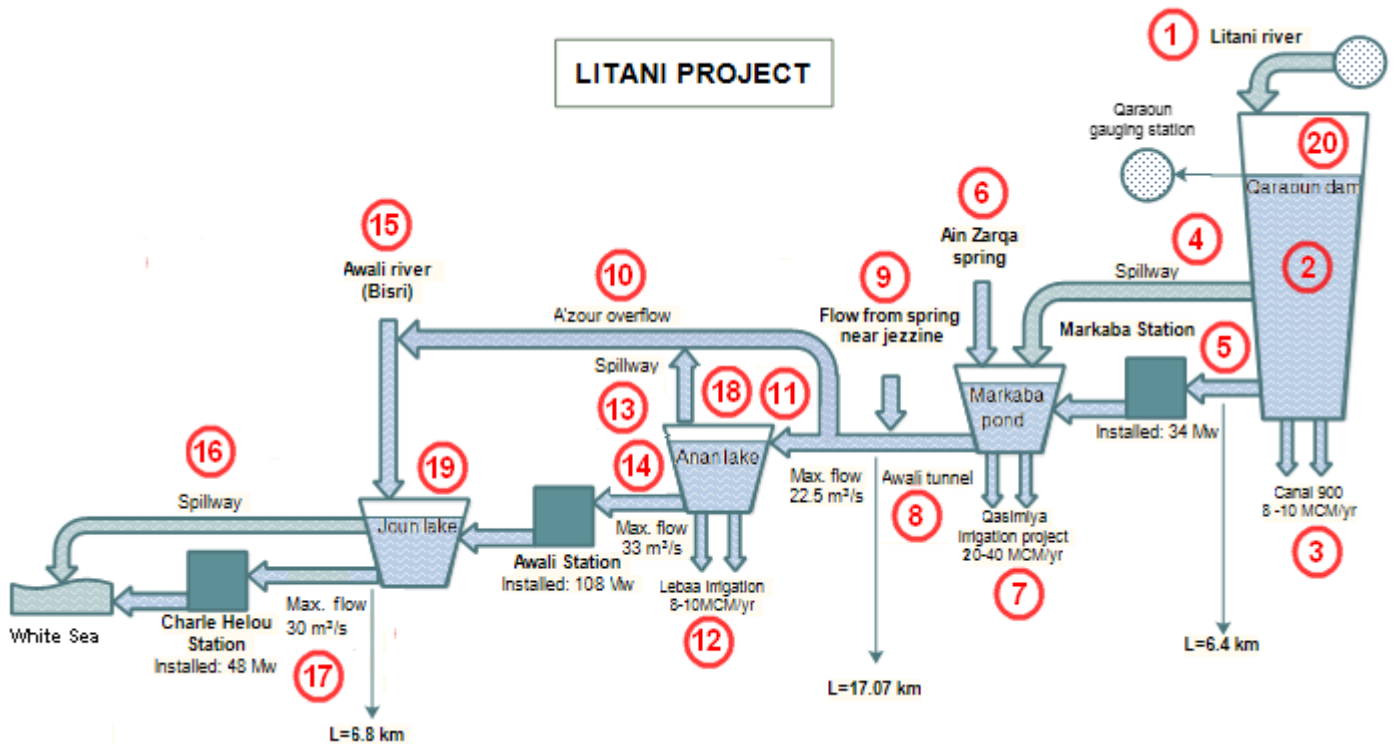 LITANI PROJECT
1
Litani river
Qaraoun
gauging station
20
Qaraoun dam
2
6
Ain Zarqa
spring
4
Spillway
15
Awali river
(Bisri)
10
A'zour overflow
9
Flow from spring
near jezzine
Markaba Station
5
Installed: 34 Mw
Markaba
pond
Spillway
13
18
11
14
Anan lake
Max. flow
22.5 m³/s
Awali tunnel
8
Qasimiya
Irrigation project
20-40 MCM/yr
7
Canal 900
8 -10 MCM/yr
3
16
Spillway
19
Joun lake
Max. flow
33 m³/s
Awali Station
Installed: 108 Mw
Lebaa Irrigation
8-10MCM/yr
12
White Sea
Charle Helou
Station
Installed: 48 Mw
Max. flow
30 m³/s
17
L=6.4 km
L=17.07 km
L=6.8 km